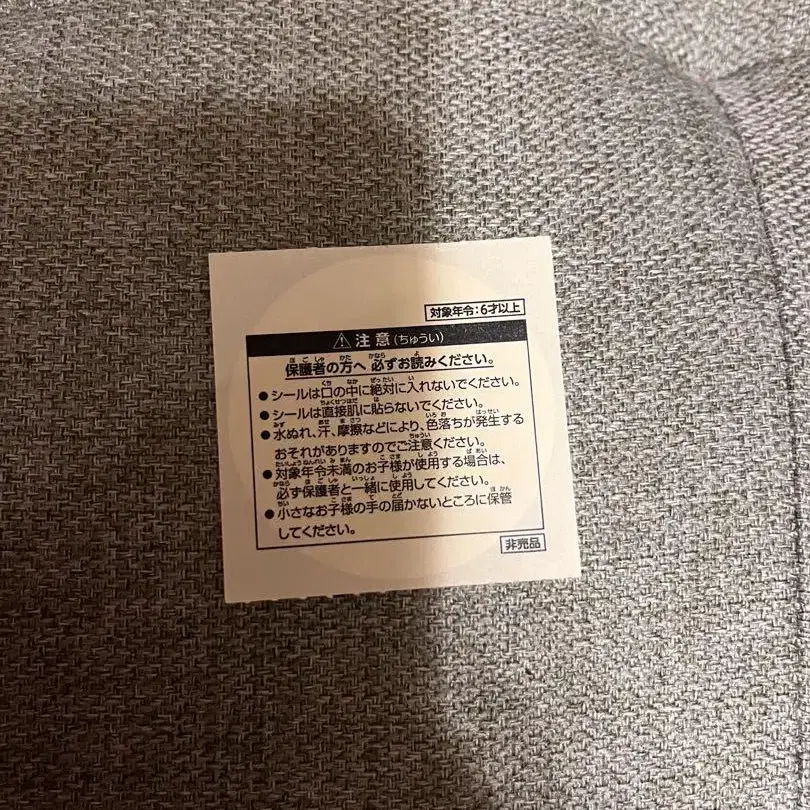 対象年令:6才以上
⚠注意(ちゅうい)
保護者の方へ 必ずお読みください。
●シールは口の中に絶対に入れないでください。
●シールは直接肌に貼らないでください。
●水ぬれ、汗、摩擦などにより、色落ちが発生する
おそれがありますのでご注意ください。
●対象年令未満のお子様が使用する場合は、
必ず保護者と一緒に使用してください。
●小さなお子様の手の届かないところに保管
してください。
非売品